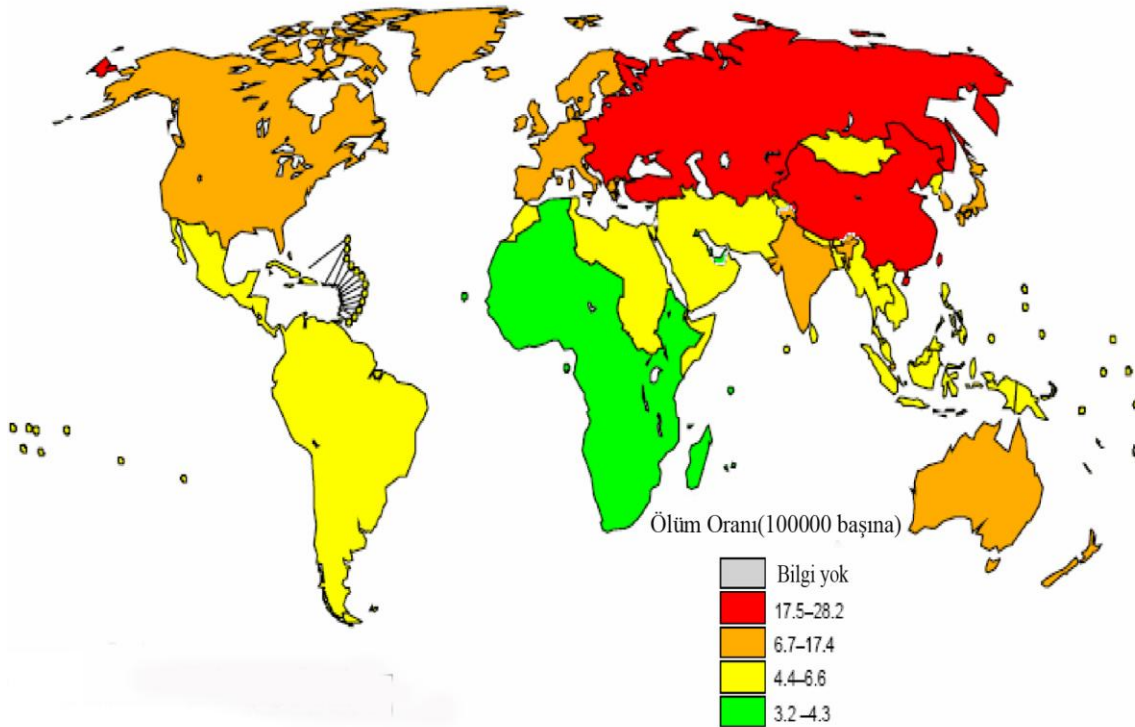 Ölüm Oranı(100000 başına)
Bilgi yok
17.5–28.2
6.7–17.4
4.4–6.6
3.2 –4.3